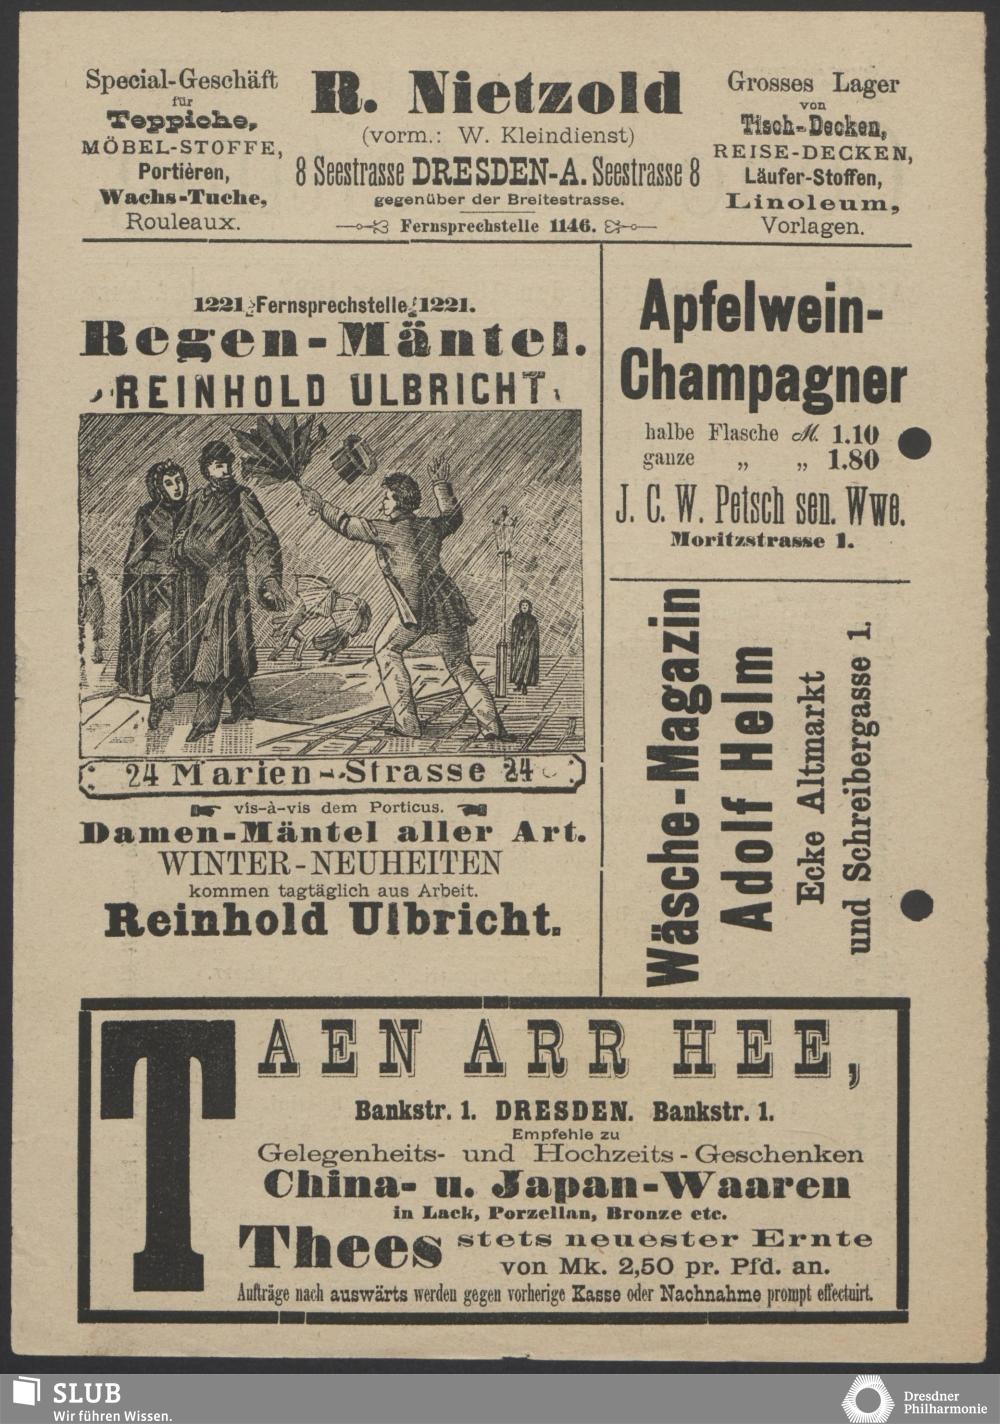 Special-Geschäft
für
Teppiche,
MÖBEL-STOFFE,
Portièren,
Wachs-Tuche,
Rouleaux.
R. Nietzold
(vorm.: W. Kleindienst)
8 Seestrasse DRESDEN-A. Seestrasse 8
gegenüber der Breitestrasse.
Fernsprechstelle 1146.
Grosses Lager
von
Tisch-Decken,
REISE-DECKEN,
Läufer-Stoffen,
Linoleum,
Vorlagen.
1221 Fernsprechstelle 1221.
Regen-Mäntel.
REINHOLD ULBRICHT
24 Marien-Strasse 24
vis-à-vis dem Porticus.
Damen-Mäntel aller Art.
WINTER-NEUHEITEN
kommen tagtäglich aus Arbeit.
Reinhold Ulbricht.
Apfelwein-
Champagner
halbe Flasche M. 1.10
ganze „ „ 1.80
J. C. W. Petsch sen. Wwe.
Moritzstrasse 1.
Wäsche-Magazin
Adolf Helm
Ecke Altmarkt
und Schreibergasse 1.
TAEN ARR HEE,
Bankstr. 1. DRESDEN. Bankstr. 1.
Empfehle zu
Gelegenheits- und Hochzeits-Geschenken
China- u. Japan-Waaren
in Lack, Porzellan, Bronze etc.
Thees stets neuester Ernte
von Mk. 2,50 pr. Pfd. an.
Aufträge nach auswärts werden gegen vorherige Kasse oder Nachnahme prompt effectuirt.
SLUB
Wir führen Wissen.
Dresdner
Philharmonie